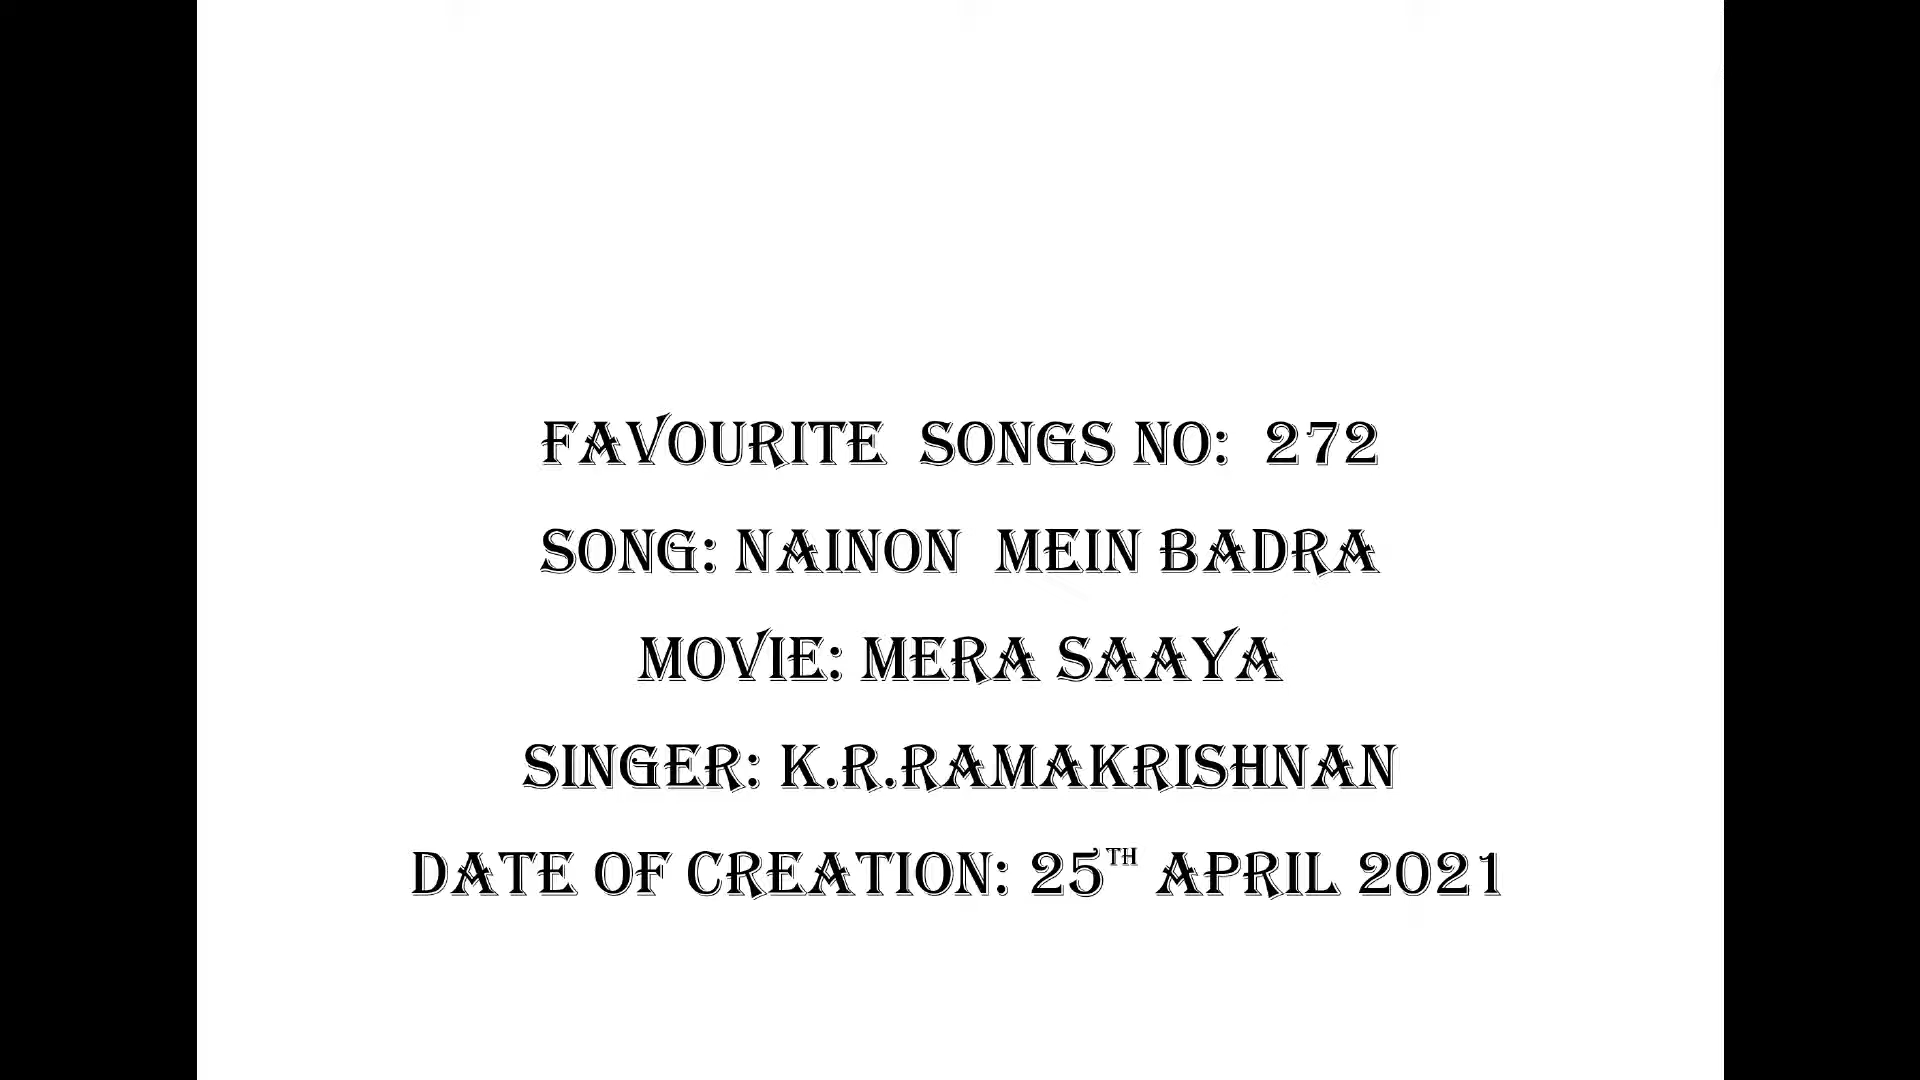 FAVOURITE SONGS NO: 272
SONG: NAINON MEIN BADRA
MOVIE: MERA SAAYA
SINGER: K.R.RAMAKRISHNAN
DATE OF CREATION: 25TH APRIL 2021